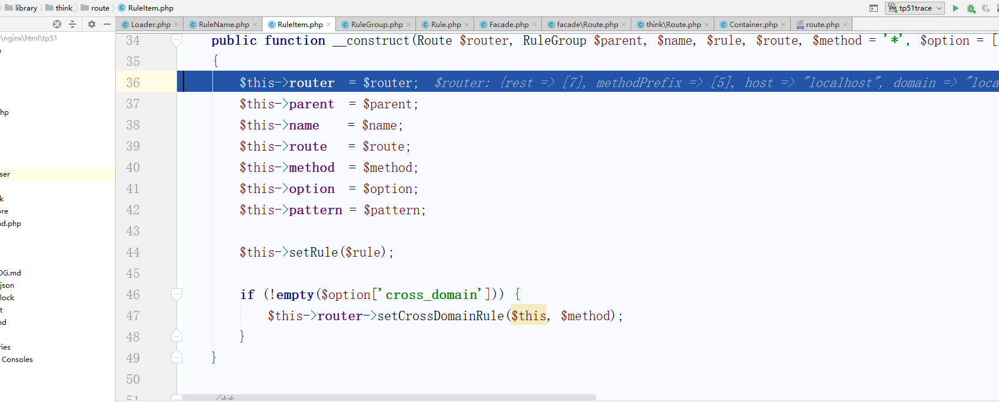 library think route RuleItem.php tp51trace
Loader.php RuleName.php RuleItem.php RuleGroup.php Rule.php Facade.php facade\Route.php think\Route.php Container.php route.php
\nginx\html\tp51
hp
ser
k
ore
nd.php
OG.md
json
lock
t
nd
ries
Consoles
34 public function __construct(Route $router, RuleGroup $parent, $name, $rule, $route, $method = '*', $option = [
35 {
36 $this->router = $router; $router: {rest => [7], methodPrefix => [5], host => "localhost", domain => "loca
37 $this->parent = $parent;
38 $this->name = $name;
39 $this->route = $route;
40 $this->method = $method;
41 $this->option = $option;
42 $this->pattern = $pattern;
43
44 $this->setRule($rule);
45
46 if (!empty($option['cross_domain'])) {
47 $this->router->setCrossDomainRule($this, $method);
48 }
49 }
50
51 /**